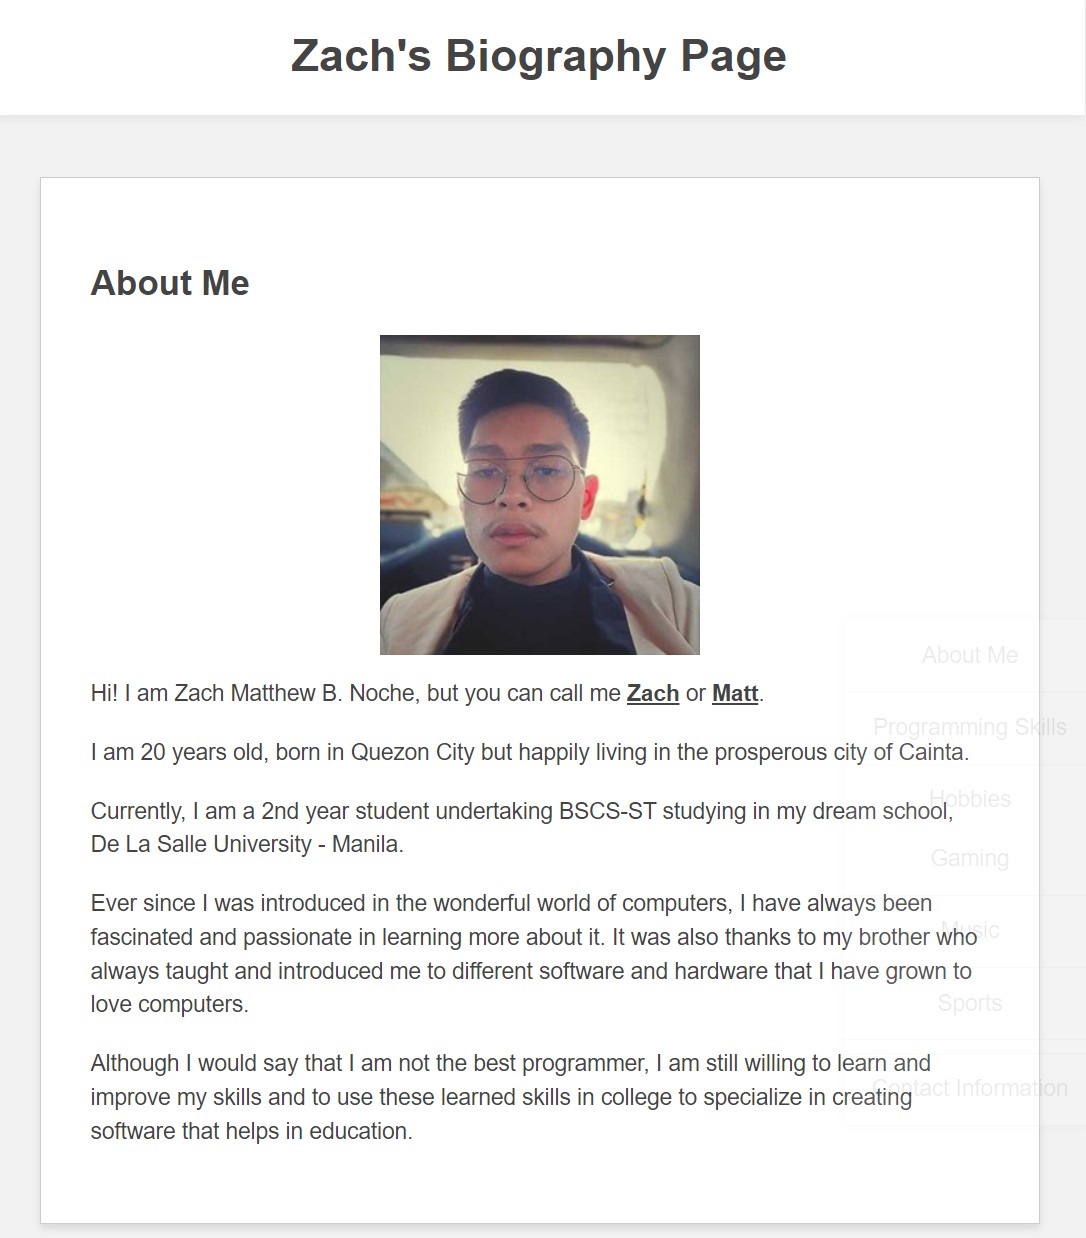 Zach's Biography Page
About Me
Hi! I am Zach Matthew B. Noche, but you can call me Zach or Matt.
I am 20 years old, born in Quezon City but happily living in the prosperous city of Cainta.
Currently, I am a 2nd year student undertaking BSCS-ST studying in my dream school,
De La Salle University - Manila.
Ever since I was introduced in the wonderful world of computers, I have always been
fascinated and passionate in learning more about it. It was also thanks to my brother who
always taught and introduced me to different software and hardware that I have grown to
love computers.
Although I would say that I am not the best programmer, I am still willing to learn and
improve my skills and to use these learned skills in college to specialize in creating
software that helps in education.
About Me
Programming Skills
Hobbies
Gaming
Music
Sports
Contact Information